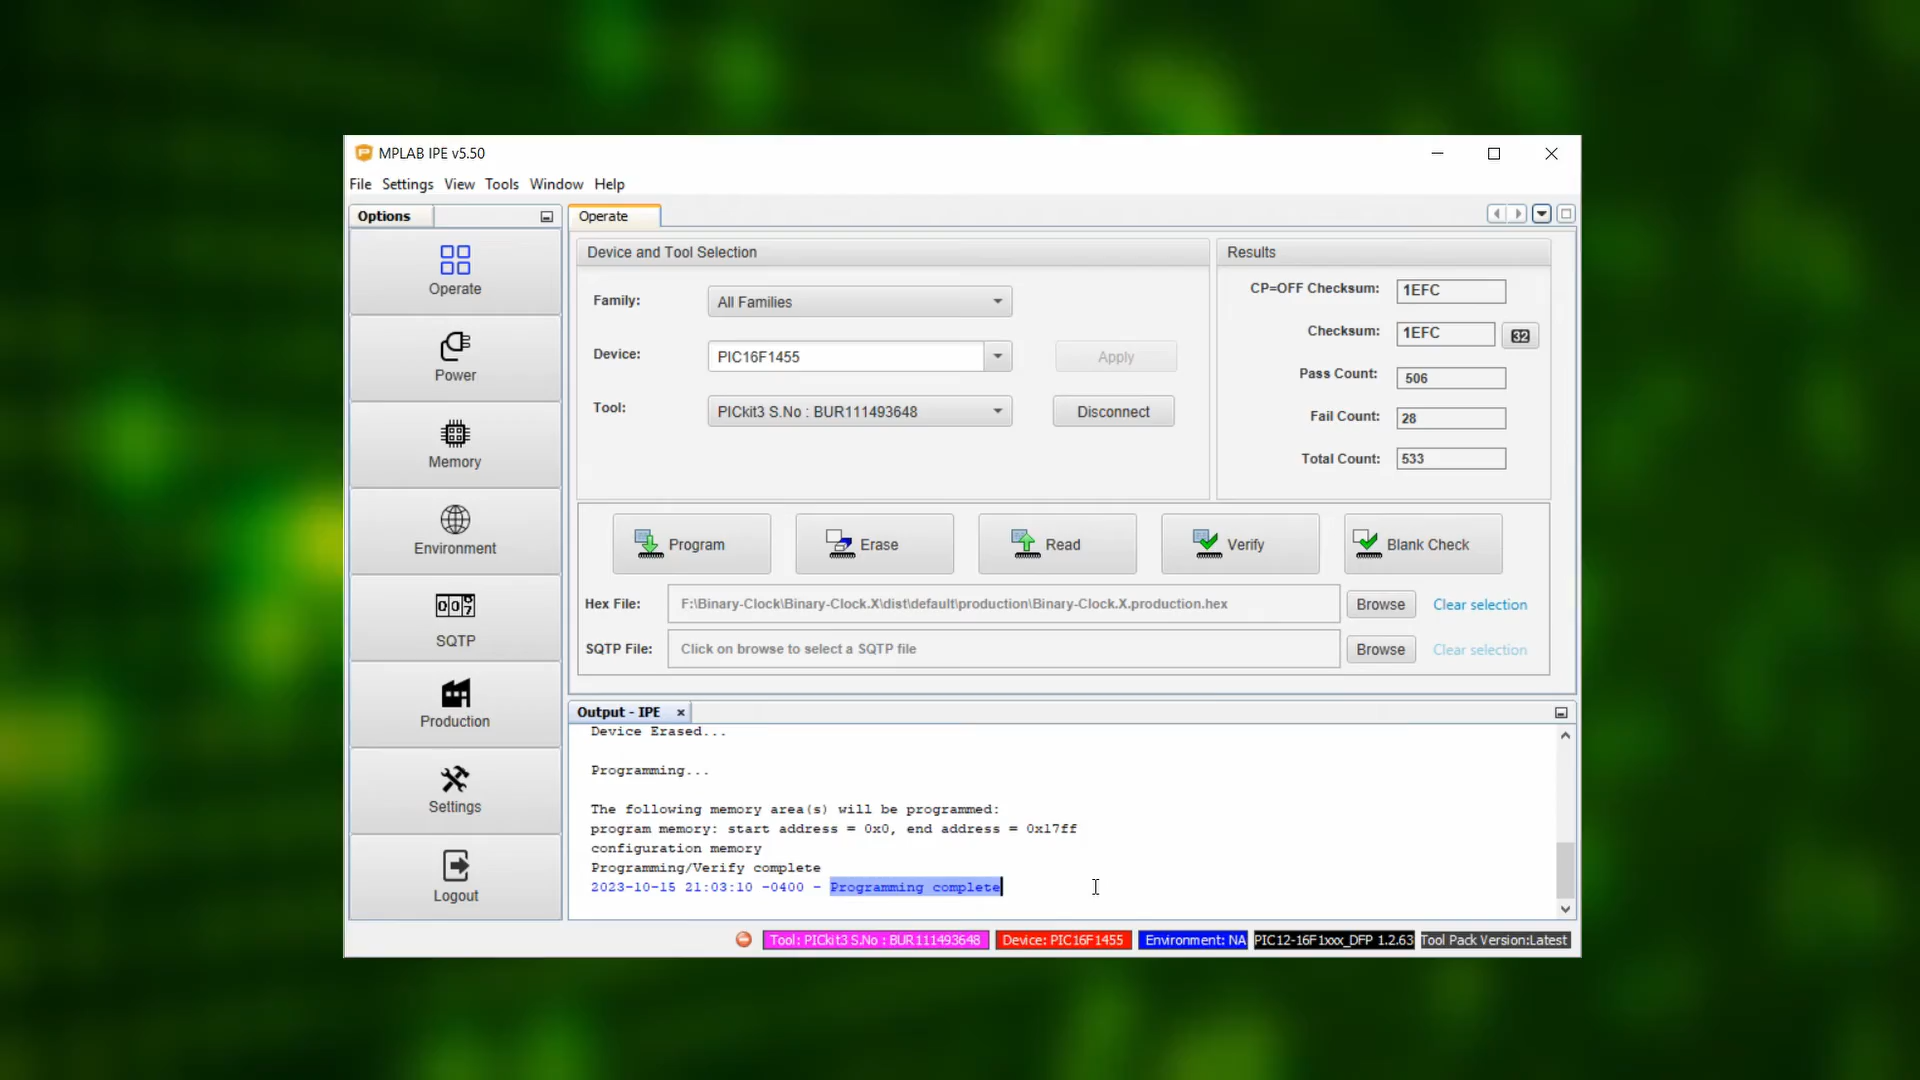 MPLAB IPE v5.50
File Settings View Tools Window Help
Options
Operate
Power
Memory
Environment
SQTP
Production
Settings
Logout
Operate
Device and Tool Selection
Family: All Families
Device: PIC16F1455 Apply
Tool: PICkit3 S.No : BUR111493648 Disconnect
Results
CP=OFF Checksum: 1EFC
Checksum: 1EFC 32
Pass Count: 506
Fail Count: 28
Total Count: 533
Program Erase Read Verify Blank Check
Hex File: F:\Binary-Clock\Binary-Clock.X\dist\default\production\Binary-Clock.X.production.hex Browse Clear selection
SQTP File: Click on browse to select a SQTP file Browse Clear selection
Output - IPE
Device Erased...
Programming...
The following memory area(s) will be programmed:
program memory: start address = 0x0, end address = 0x17ff
configuration memory
Programming/Verify complete
2023-10-15 21:03:10 -0400 - Programming complete
Tool: PICkit3 S.No : BUR111493648 Device: PIC16F1455 Environment: NA PIC12-16F1xxx_DFP 1.2.63 Tool Pack Version:Latest